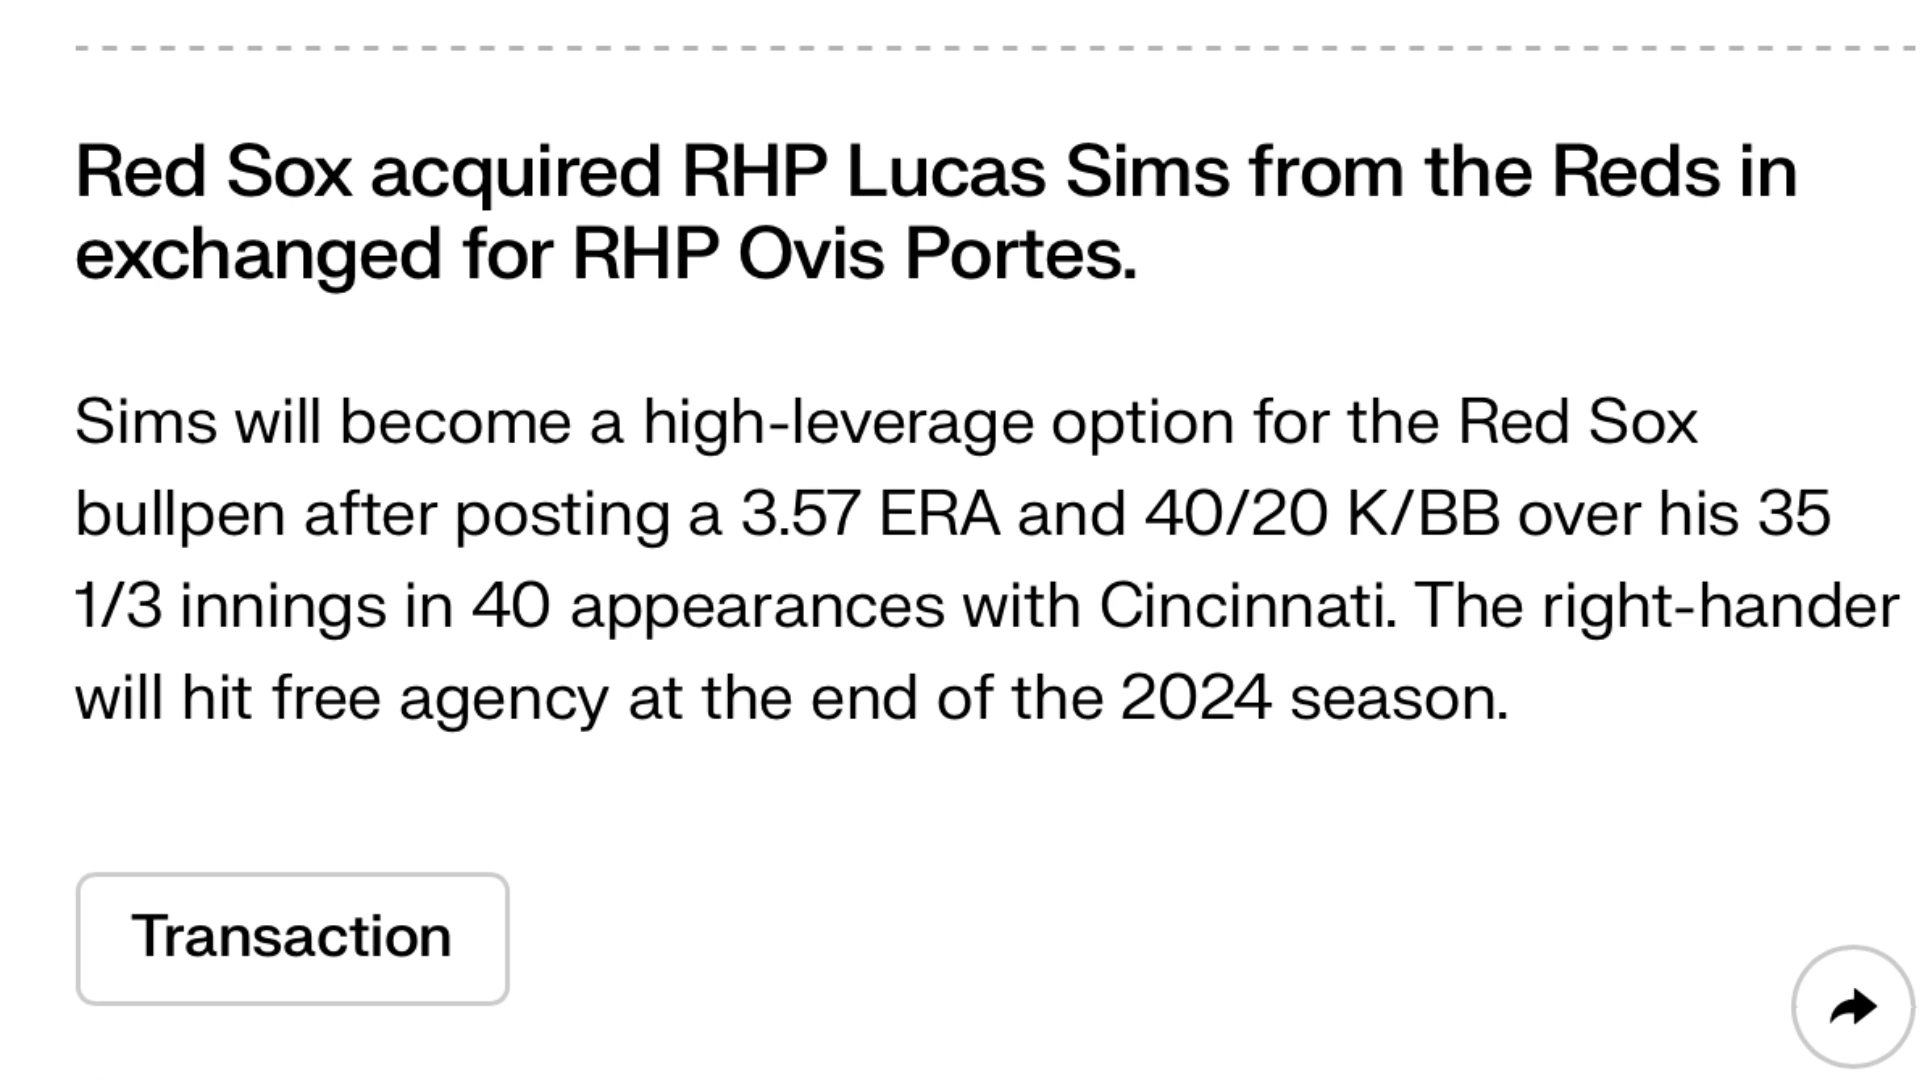 Red Sox acquired RHP Lucas Sims from the Reds in
exchanged for RHP Ovis Portes.
Sims will become a high-leverage option for the Red Sox
bullpen after posting a 3.57 ERA and 40/20 K/BB over his 35
1/3 innings in 40 appearances with Cincinnati. The right-hander
will hit free agency at the end of the 2024 season.
Transaction